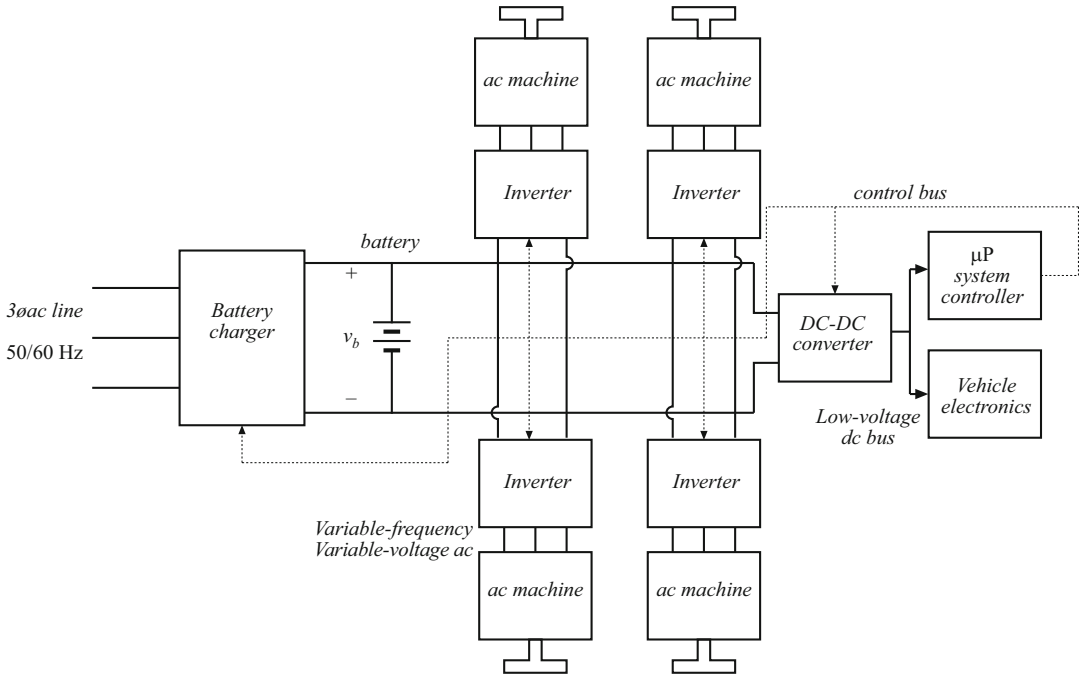 ac machine
ac machine
Inverter
Inverter
control bus
battery
μP
system
controller
3øac line
50/60 Hz
Battery
charger
+
vb
−
DC-DC
converter
Vehicle
electronics
Low-voltage
dc bus
Inverter
Inverter
Variable-frequency
Variable-voltage ac
ac machine
ac machine